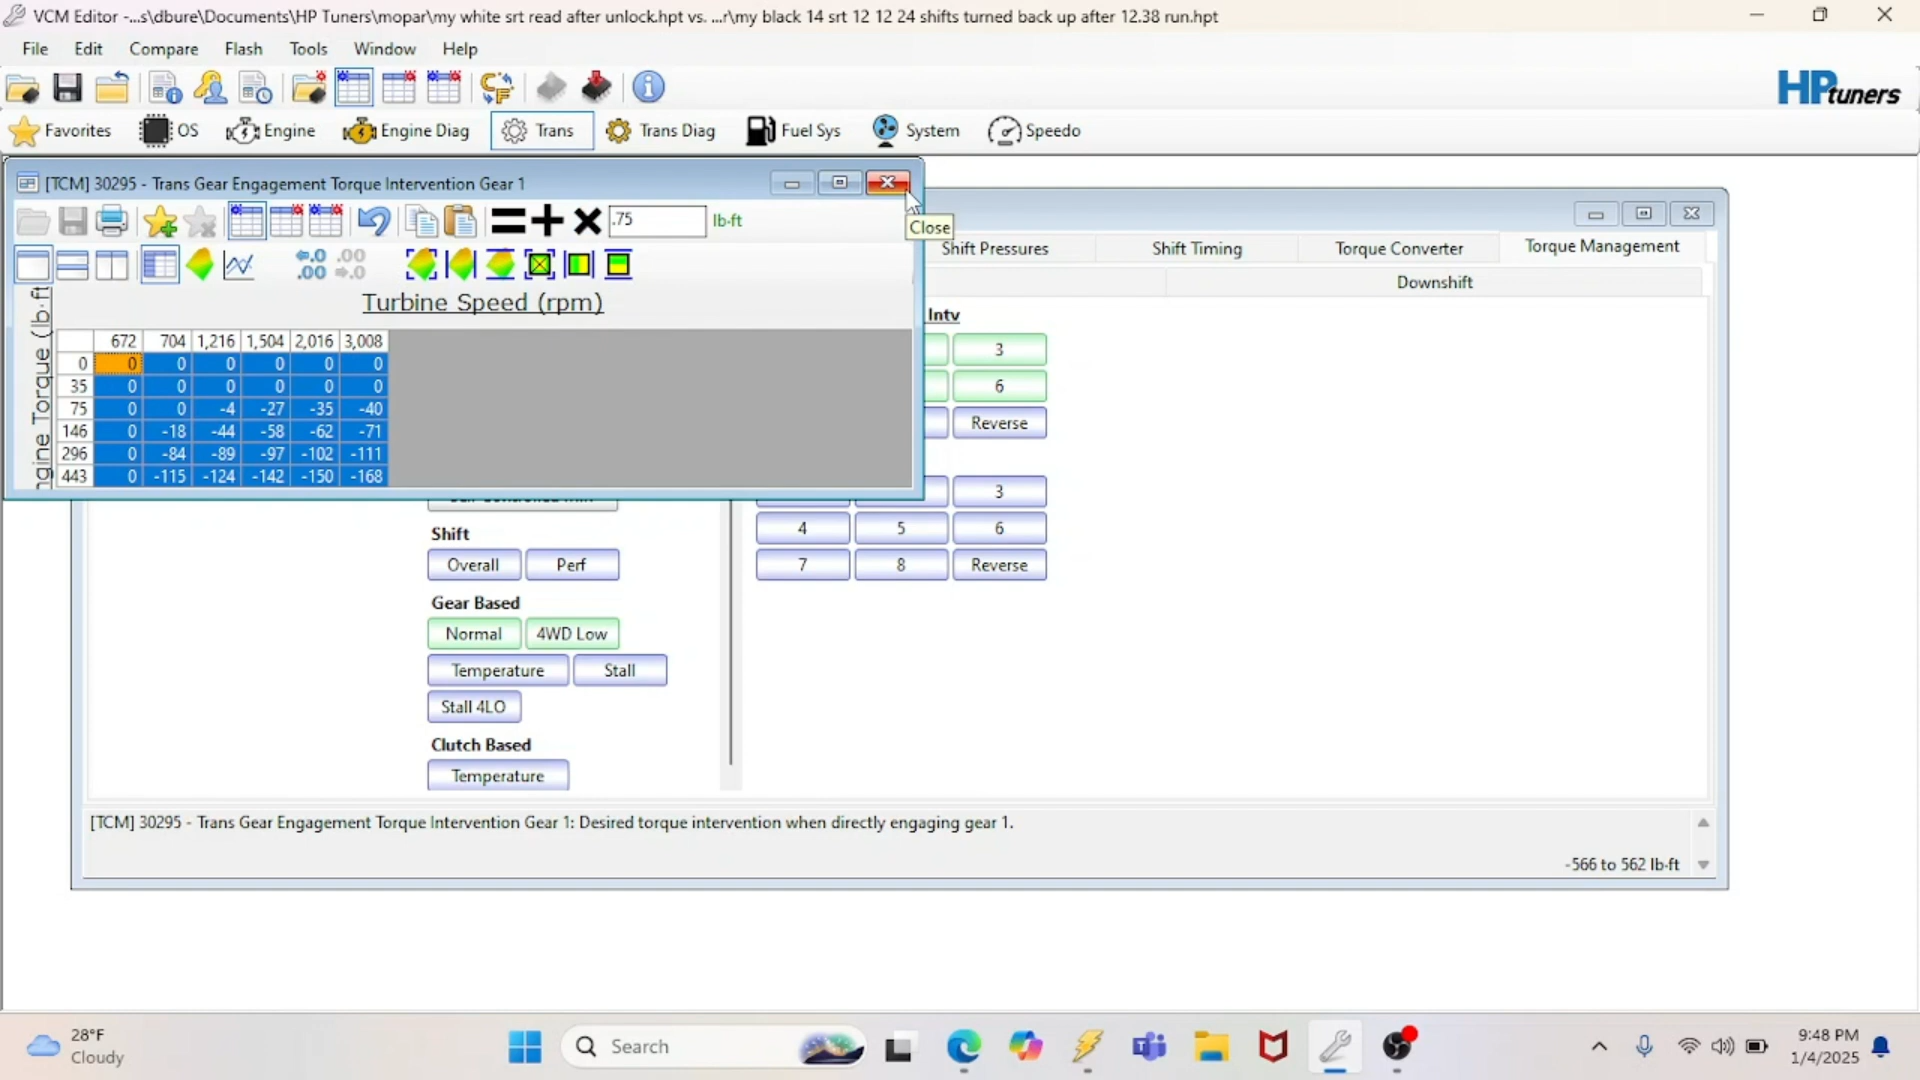 VCM Editor -...s\dbure\Documents\HP Tuners\mopar\my white srt read after unlock.hpt vs. ...r\my black 14 srt 12 12 24 shifts turned back up after 12.38 run.hpt
File Edit Compare Flash Tools Window Help
HPtuners
Favorites OS Engine Engine Diag Trans Trans Diag Fuel Sys System Speedo
[TCM] 30295 - Trans Gear Engagement Torque Intervention Gear 1
.75 lb·ft
Close
Shift Pressures Shift Timing Torque Converter Torque Management
Downshift
Turbine Speed (rpm)
Intv
672 704 1,216 1,504 2,016 3,008
0 0 0 0 0 0 0
35 0 0 0 0 0 0
75 0 0 -4 -27 -35 -40
146 0 -18 -44 -58 -62 -71
296 0 -84 -89 -97 -102 -111
443 0 -115 -124 -142 -150 -168
3
6
Reverse
3
4 5 6
7 8 Reverse
Shift
Overall Perf
Gear Based
Normal 4WD Low
Temperature Stall
Stall 4LO
Clutch Based
Temperature
[TCM] 30295 - Trans Gear Engagement Torque Intervention Gear 1: Desired torque intervention when directly engaging gear 1.
-566 to 562 lb·ft
28°F
Cloudy
Search
9:48 PM
1/4/2025